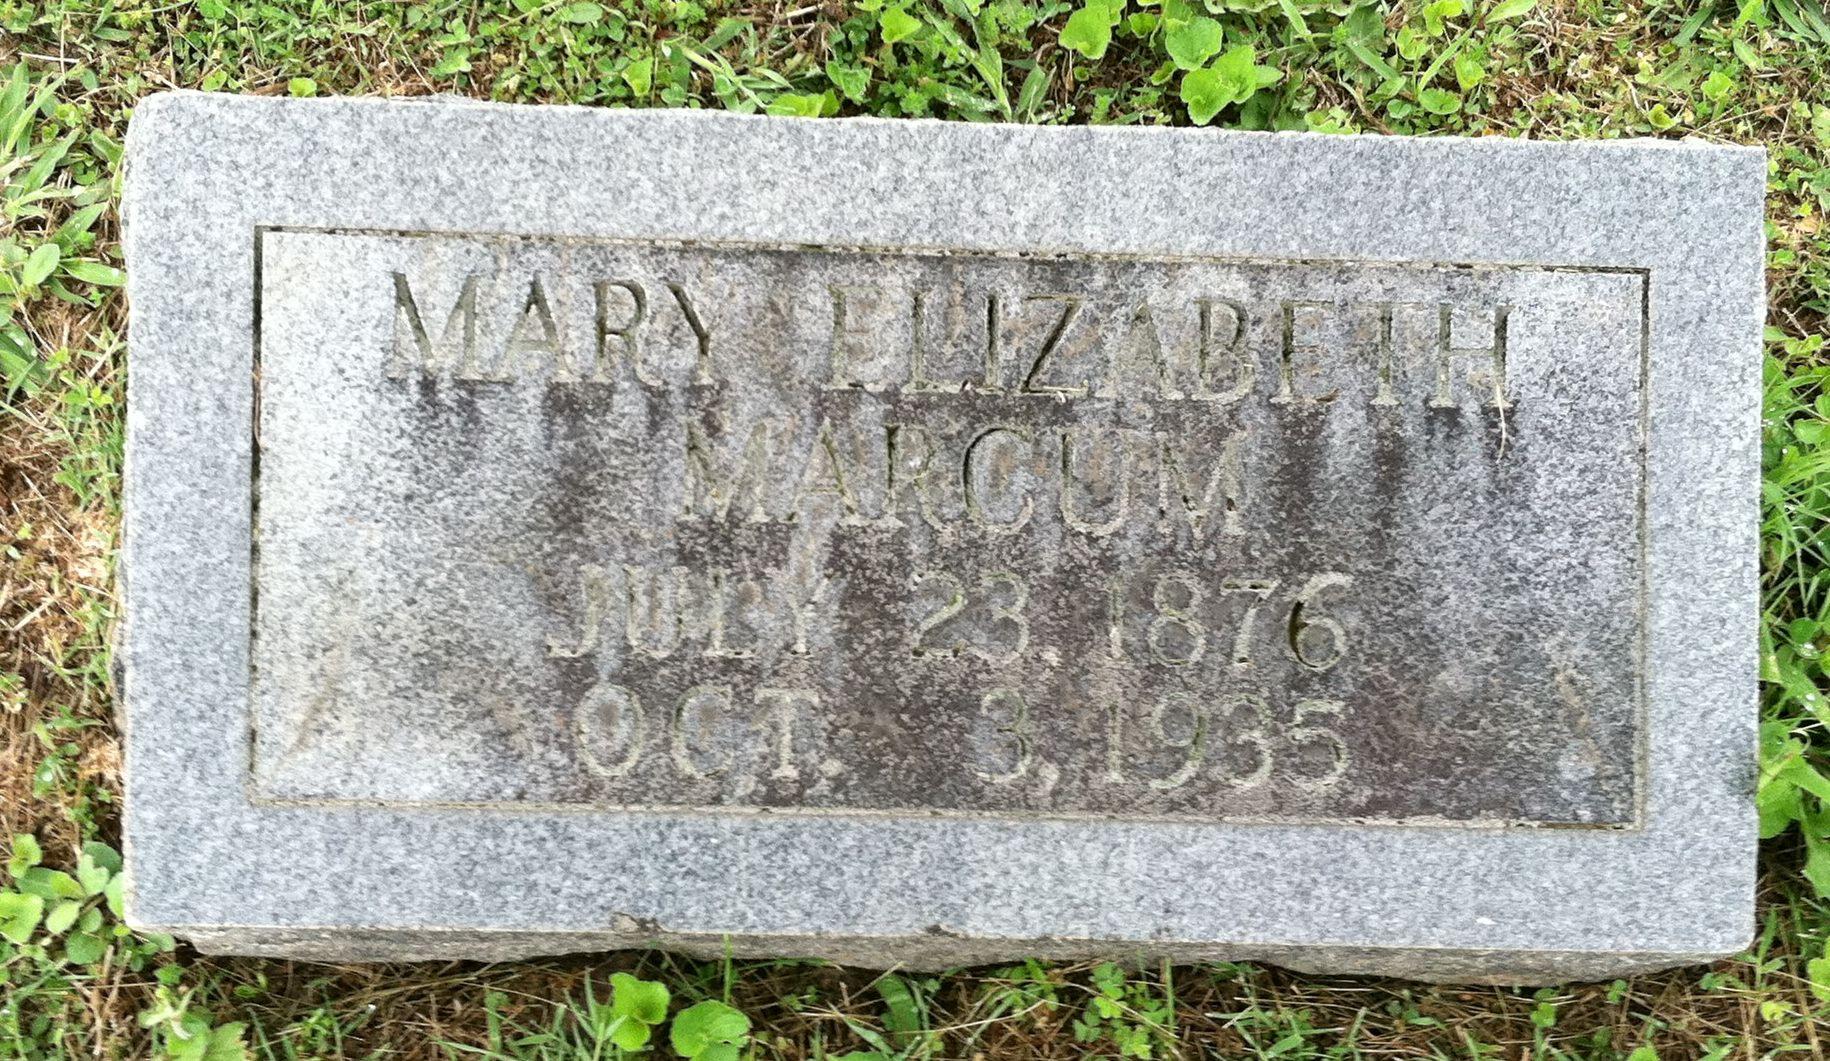 MARY ELIZABETH
MARCUM
JULY 23, 1876
OCT. 3, 1935